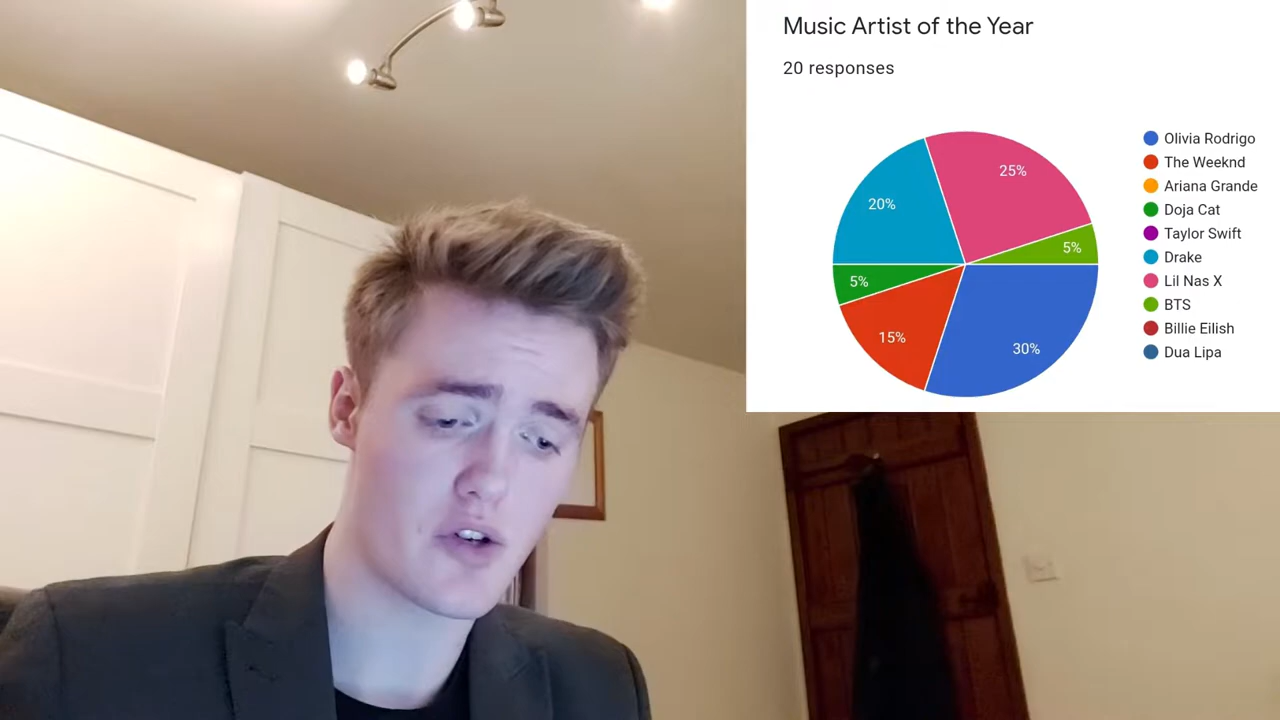 Music Artist of the Year
20 responses
25%
20%
5%
5%
15%
30%
Olivia Rodrigo
The Weeknd
Ariana Grande
Doja Cat
Taylor Swift
Drake
Lil Nas X
BTS
Billie Eilish
Dua Lipa